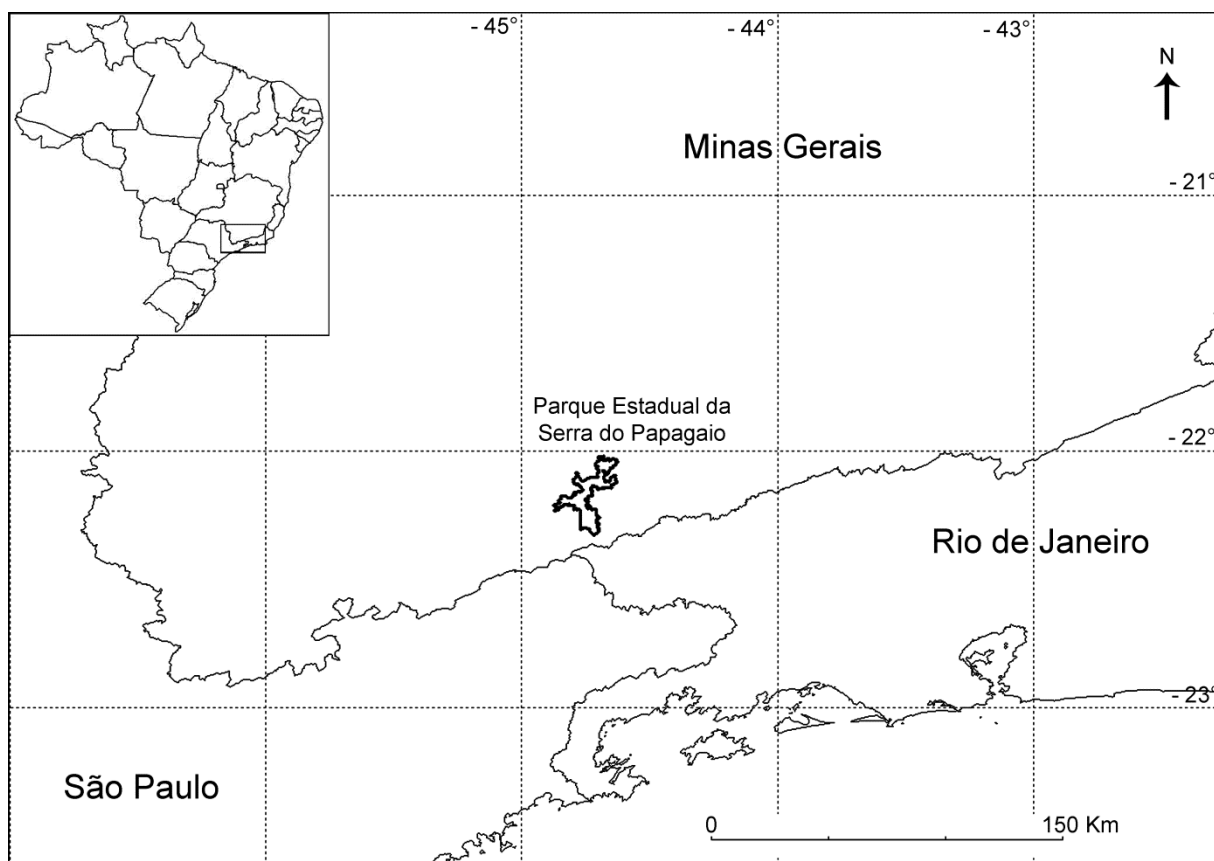 - 45°
- 44°
- 43°
N
Minas Gerais
- 21°
Parque Estadual da
Serra do Papagaio
- 22°
Rio de Janeiro
- 23°
São Paulo
0
150 Km